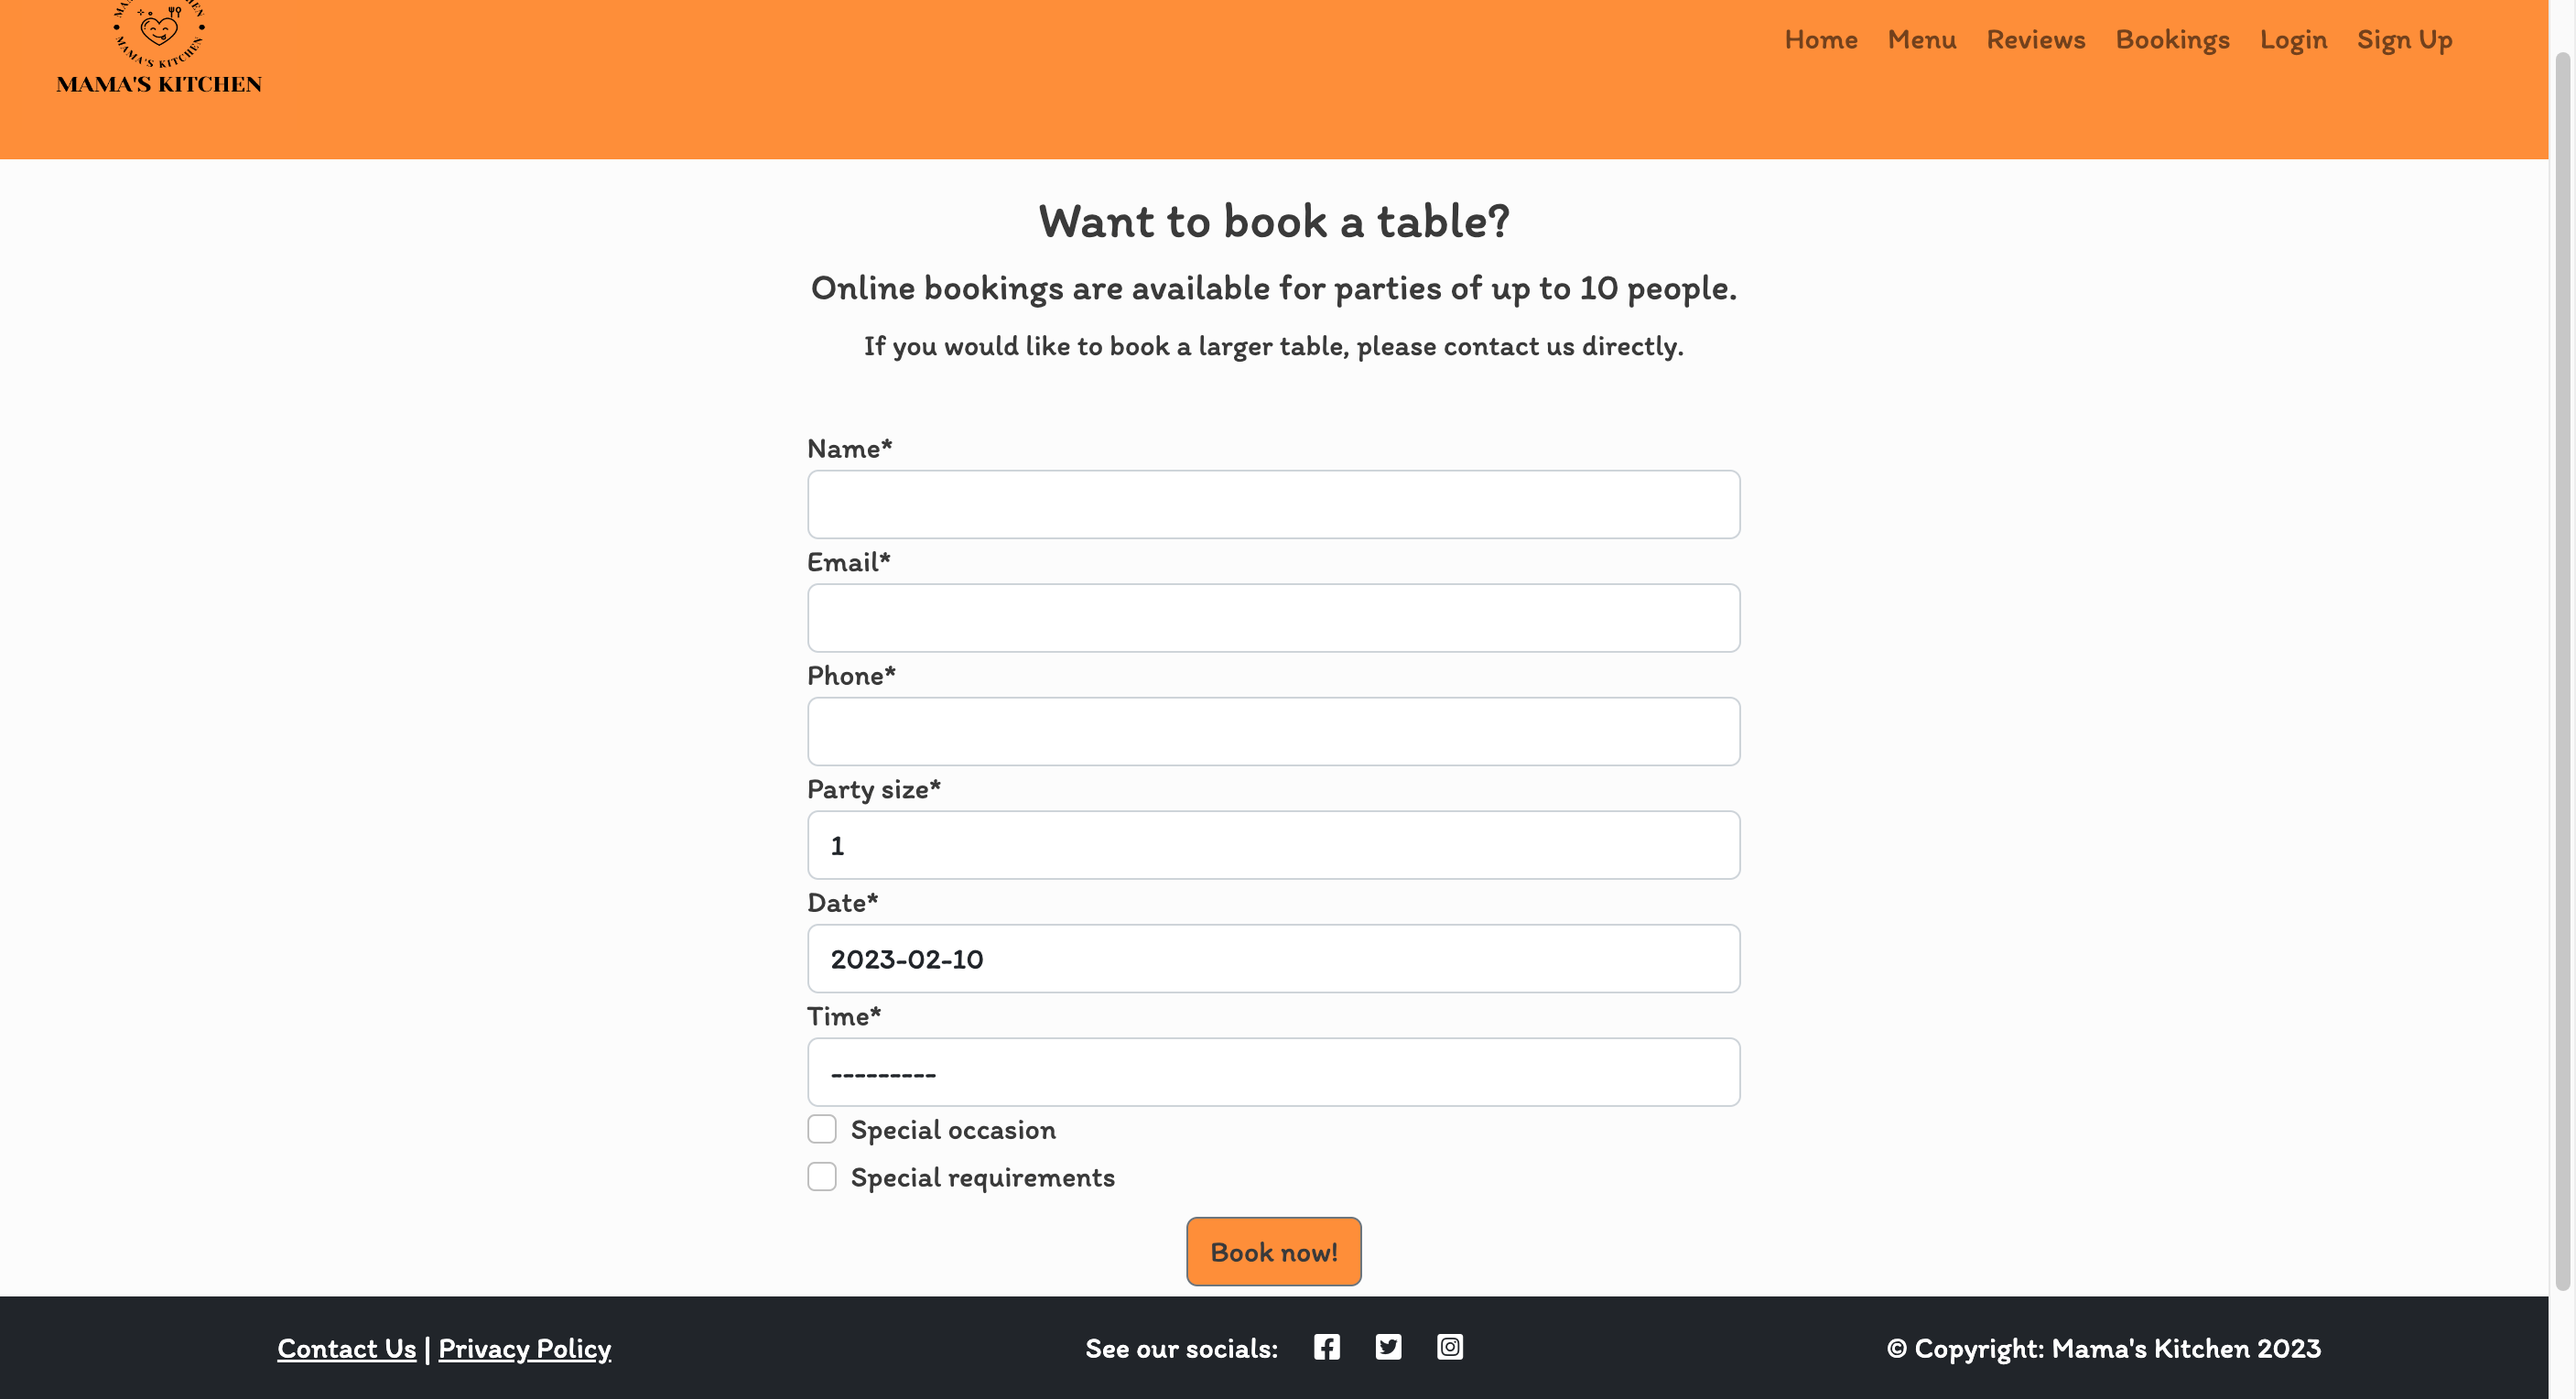 MAMA'S KITCHEN
MAMA'S KITCHEN
Home Menu Reviews Bookings Login Sign Up
Want to book a table?
Online bookings are available for parties of up to 10 people.
If you would like to book a larger table, please contact us directly.
Name*
Email*
Phone*
Party size*
1
Date*
2023-02-10
Time*
---------
Special occasion
Special requirements
Book now!
Contact Us | Privacy Policy
See our socials:
© Copyright: Mama's Kitchen 2023